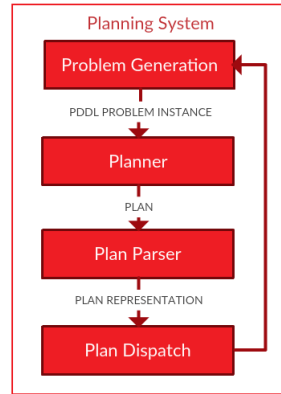 Planning System
Problem Generation
PDDL PROBLEM INSTANCE
Planner
PLAN
Plan Parser
PLAN REPRESENTATION
Plan Dispatch